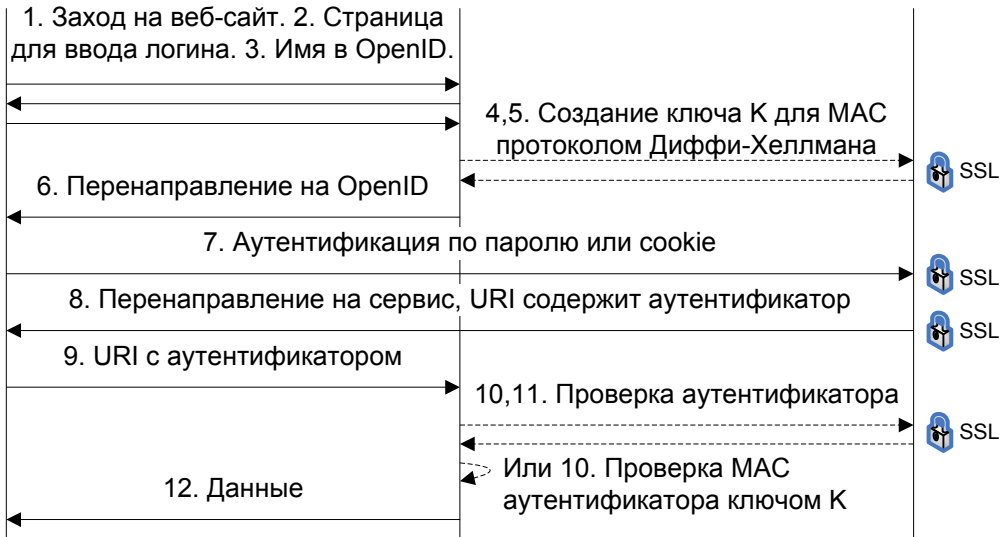 1. Заход на веб-сайт. 2. Страница
для ввода логина. 3. Имя в OpenID.
4,5. Создание ключа K для MAC
протоколом Диффи-Хеллмана
SSL
6. Перенаправление на OpenID
7. Аутентификация по паролю или cookie
SSL
8. Перенаправление на сервис, URI содержит аутентификатор
SSL
9. URI с аутентификатором
10,11. Проверка аутентификатора
SSL
Или 10. Проверка MAC
аутентификатора ключом K
12. Данные